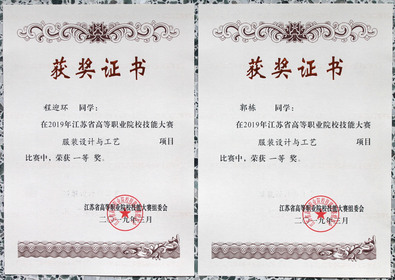 获奖证书
程迎环 同学：
在2019年江苏省高等职业院校技能大赛
服装设计与工艺 项目
比赛中，荣获 一等 奖。
江苏省高等职业院校技能大赛组委会
二〇一九年三月
获奖证书
郭栋 同学：
在2019年江苏省高等职业院校技能大赛
服装设计与工艺 项目
比赛中，荣获 一等 奖。
江苏省高等职业院校技能大赛组委会
二〇一九年三月